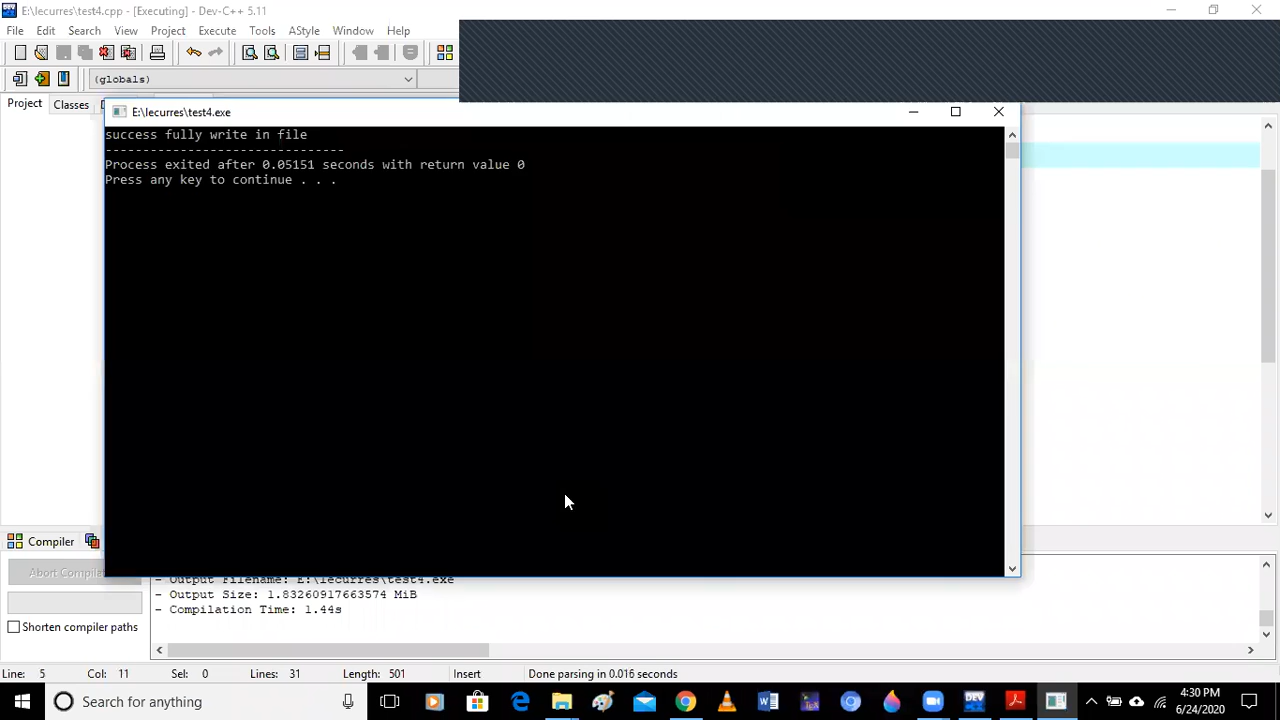 E:\lecurres\test4.cpp - [Executing] - Dev-C++ 5.11
File Edit Search View Project Execute Tools AStyle Window Help
(globals)
Project Classes
E:\lecurres\test4.exe
success fully write in file
--------------------------------
Process exited after 0.05151 seconds with return value 0
Press any key to continue . . .
Compiler
Abort
- Output Filename: E:\lecurres\test4.exe
- Output Size: 1.83260917663574 MiB
- Compilation Time: 1.44s
Shorten compiler paths
Line: 5 Col: 11 Sel: 0 Lines: 31 Length: 501 Insert Done parsing in 0.016 seconds
Search for anything
4:30 PM
6/24/2020